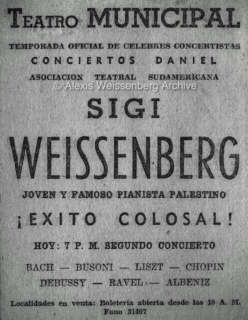 TEATRO MUNICIPAL
TEMPORADA OFICIAL DE CELEBRES CONCERTISTAS
CONCIERTOS DANIEL
ASOCIACION TEATRAL SUDAMERICANA
© Alexis Weissenberg Archive
SIGI
WEISSENBERG
JOVEN Y FAMOSO PIANISTA PALESTINO
¡EXITO COLOSAL!
HOY: 7 P. M. SEGUNDO CONCIERTO
BACH — BUSONI — LISZT — CHOPIN
DEBUSSY — RAVEL — ALBENIZ
Localidades en venta: Boletería abierta desde las 10 A. M.
Fono 31407